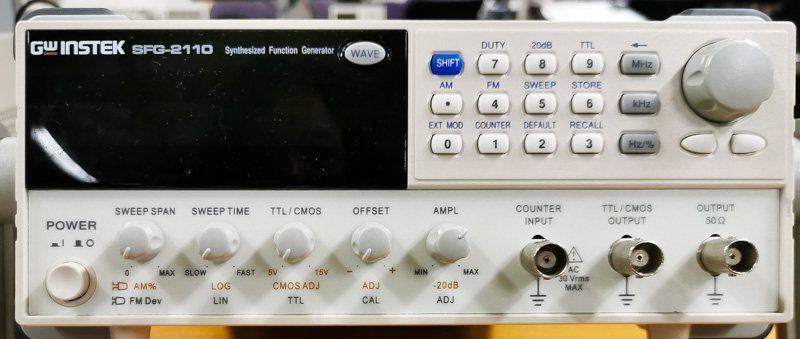 GWINSTEK SFG-2110 Synthesized Function Generator WAVE
DUTY -20dB TTL ←
SHIFT 7 8 9 MHz
AM FM SWEEP STORE
• 4 5 6 kHz
EXT MOD COUNTER DEFAULT RECALL
0 1 2 3 Hz/%
POWER
I O
SWEEP SPAN SWEEP TIME TTL/CMOS OFFSET AMPL
0 MAX SLOW FAST 5V 15V − + MIN MAX
AM% LOG CMOS ADJ ADJ -20dB
FM Dev LIN TTL CAL ADJ
COUNTER INPUT
TTL/CMOS OUTPUT
OUTPUT 50Ω
AC
30 Vrms
MAX